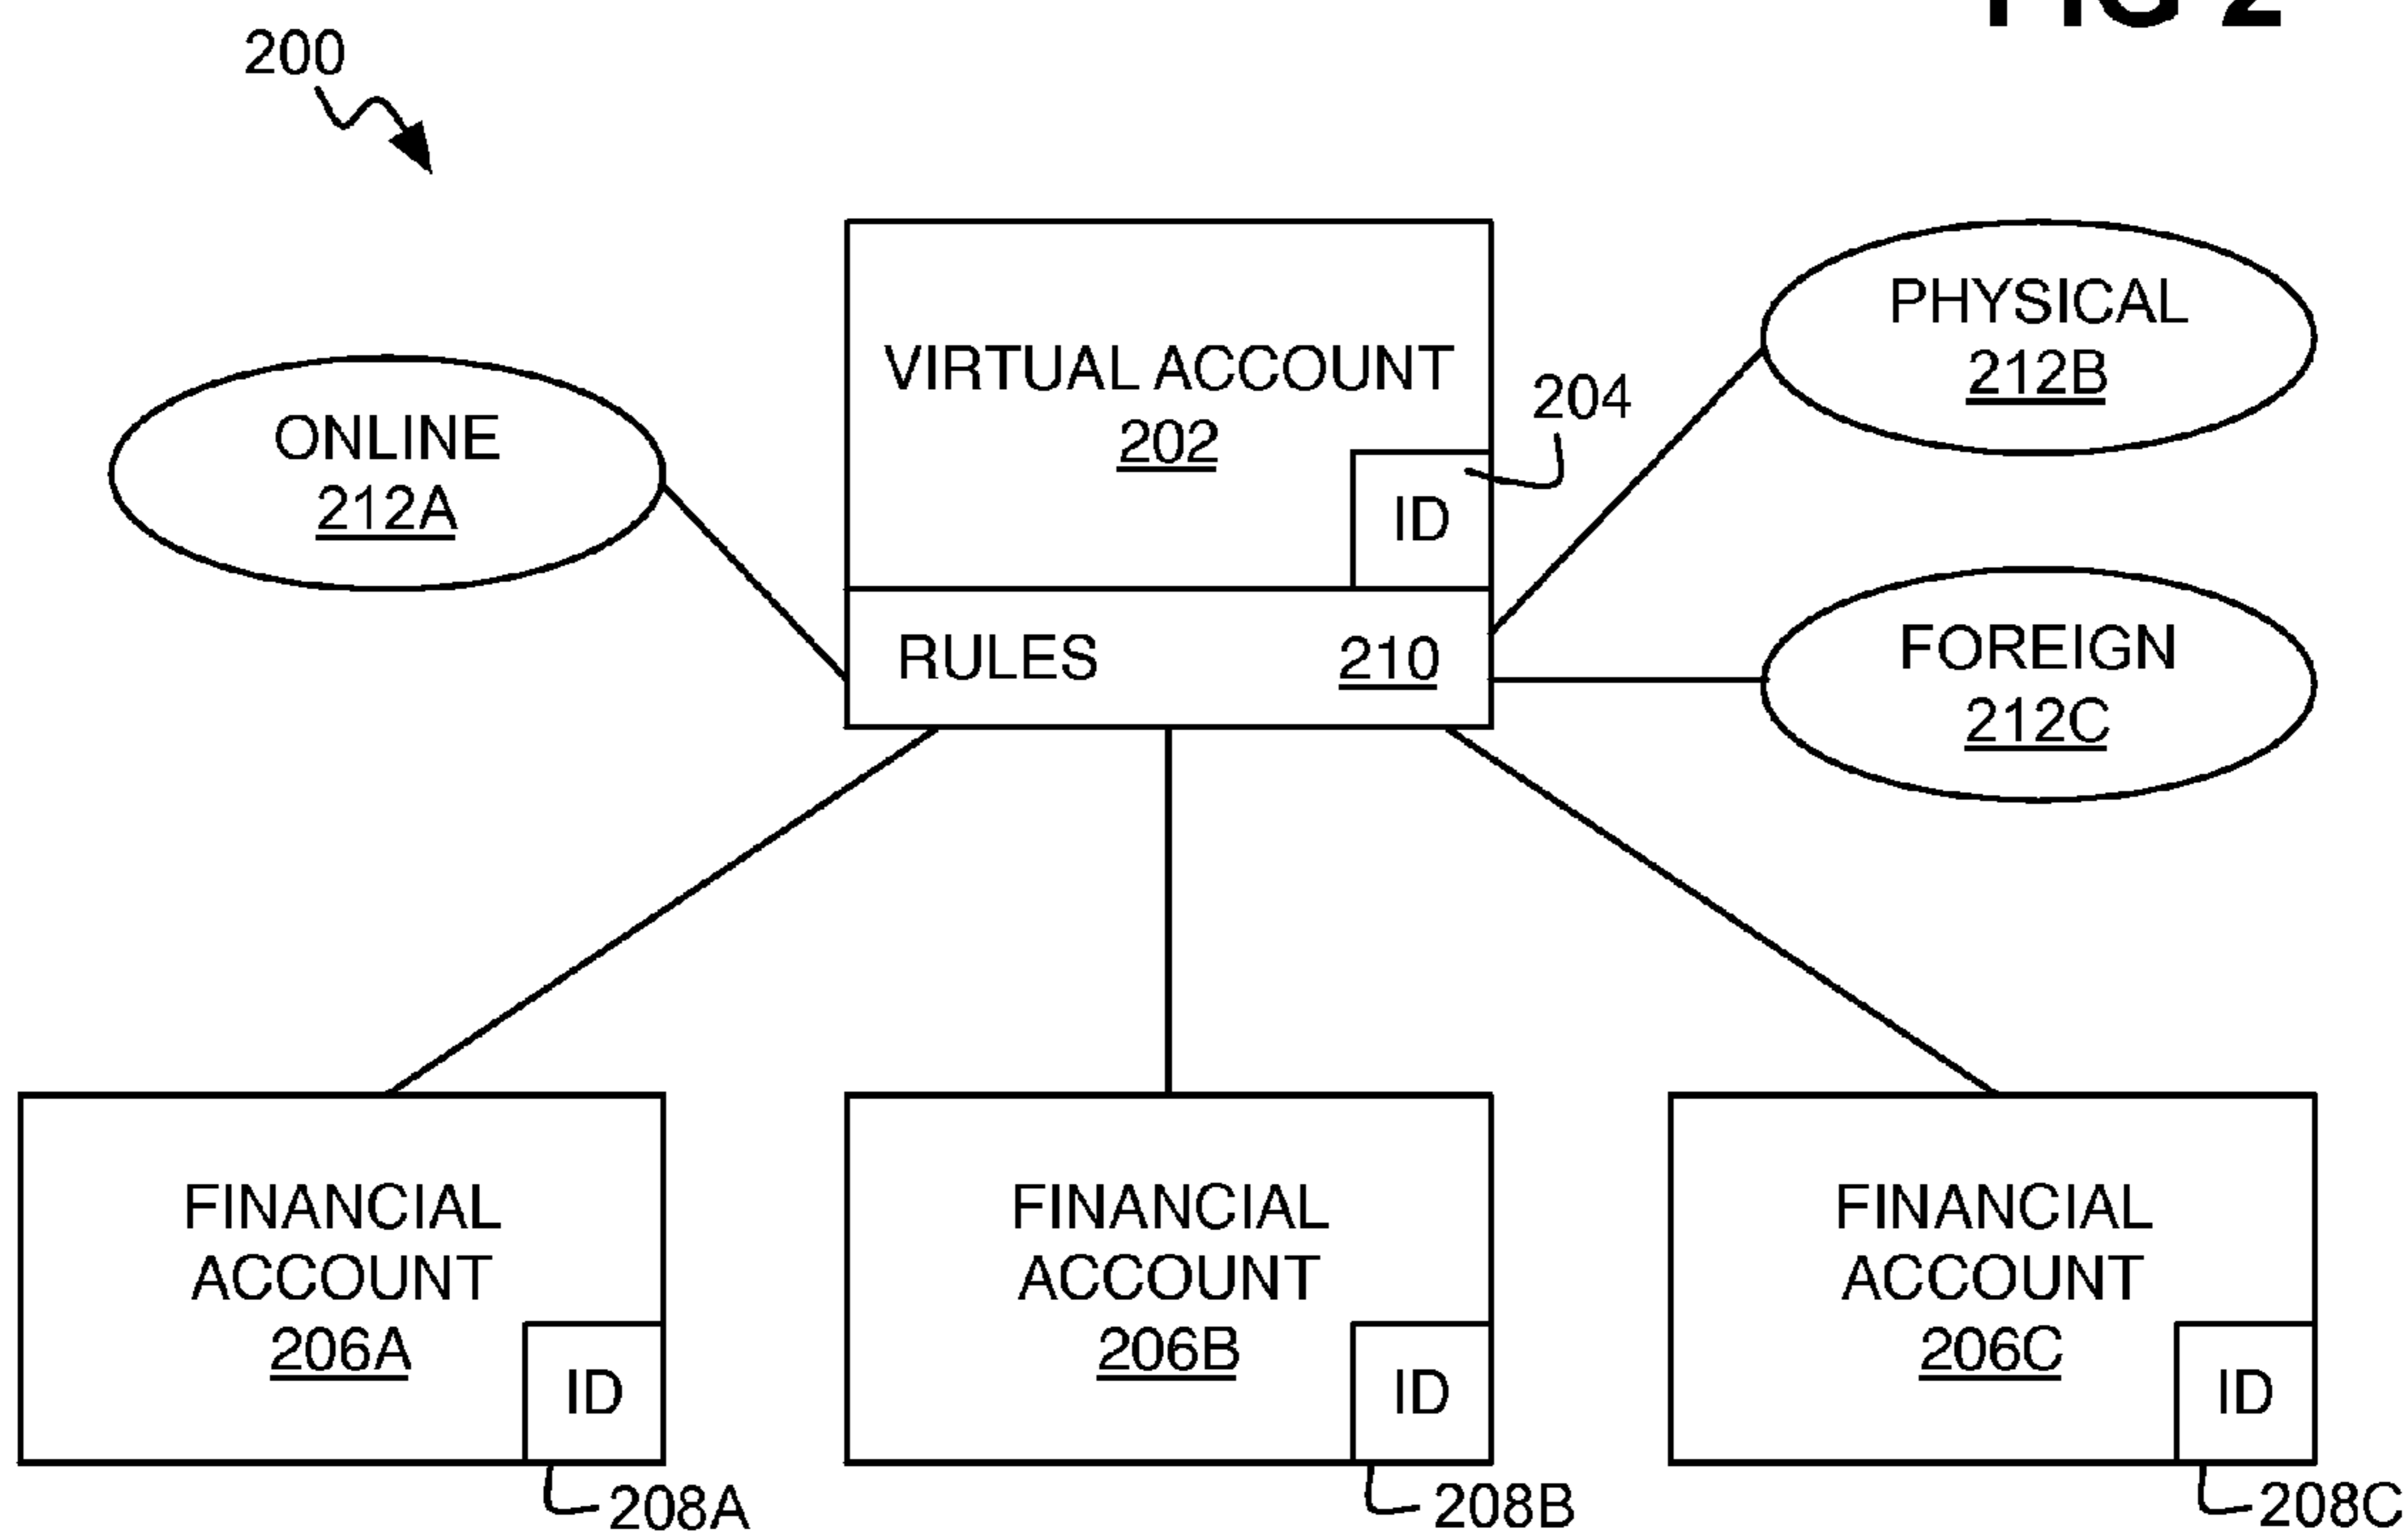 FIG 2
200
VIRTUAL ACCOUNT
202
204
ID
RULES 210
ONLINE
212A
PHYSICAL
212B
FOREIGN
212C
FINANCIAL
ACCOUNT
206A
ID
208A
FINANCIAL
ACCOUNT
206B
ID
208B
FINANCIAL
ACCOUNT
206C
ID
208C